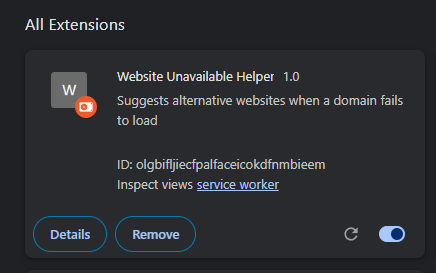 All Extensions
W
Website Unavailable Helper 1.0
Suggests alternative websites when a domain fails
to load
ID: olgbifljiecfpalfaceicokdfnmbieem
Inspect views service worker
Details
Remove